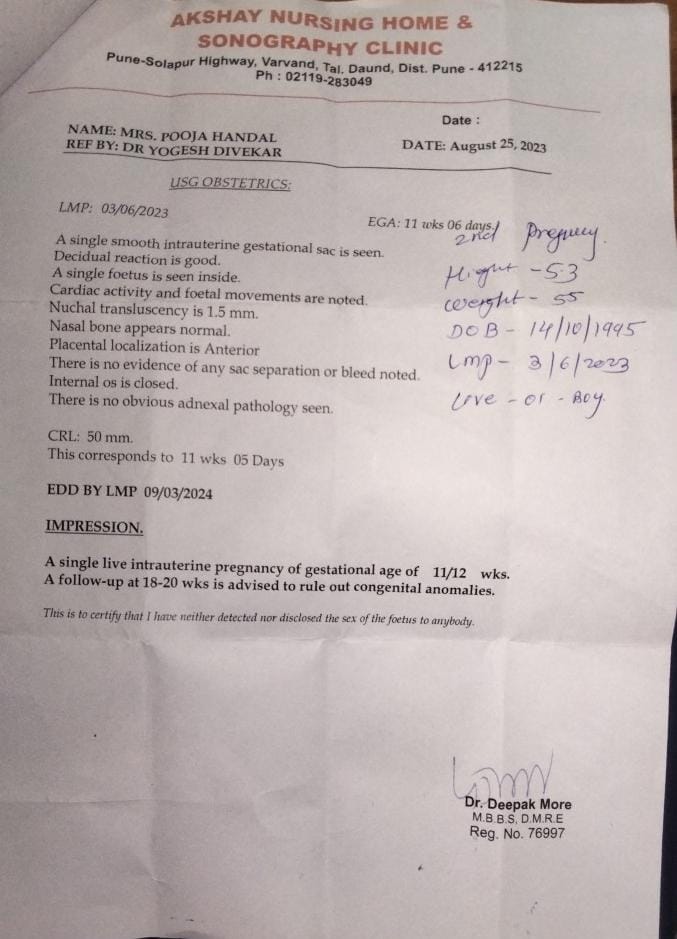 AKSHAY NURSING HOME &
SONOGRAPHY CLINIC
Pune-Solapur Highway, Varvand, Tal. Daund, Dist. Pune - 412215
Ph : 02119-283049
Date :
NAME: MRS. POOJA HANDAL
REF BY: DR YOGESH DIVEKAR
DATE: August 25, 2023
USG OBSTETRICS:
LMP: 03/06/2023
EGA: 11 wks 06 days.
A single smooth intrauterine gestational sac is seen.
Decidual reaction is good.
A single foetus is seen inside.
Cardiac activity and foetal movements are noted.
Nuchal transluscency is 1.5 mm.
Nasal bone appears normal.
Placental localization is Anterior
There is no evidence of any sac separation or bleed noted.
Internal os is closed.
There is no obvious adnexal pathology seen.
2nd
Hight - 5.3
weight - 55
DOB - 14/10/1995
Lmp - 3/6/2023
Live - or - Boy.
CRL: 50 mm.
This corresponds to 11 wks 05 Days
EDD BY LMP 09/03/2024
IMPRESSION.
A single live intrauterine pregnancy of gestational age of 11/12 wks.
A follow-up at 18-20 wks is advised to rule out congenital anomalies.
This is to certify that I have neither detected nor disclosed the sex of the foetus to anybody.
Dr. Deepak More
M.B.B.S, D.M.R.E
Reg. No. 76997